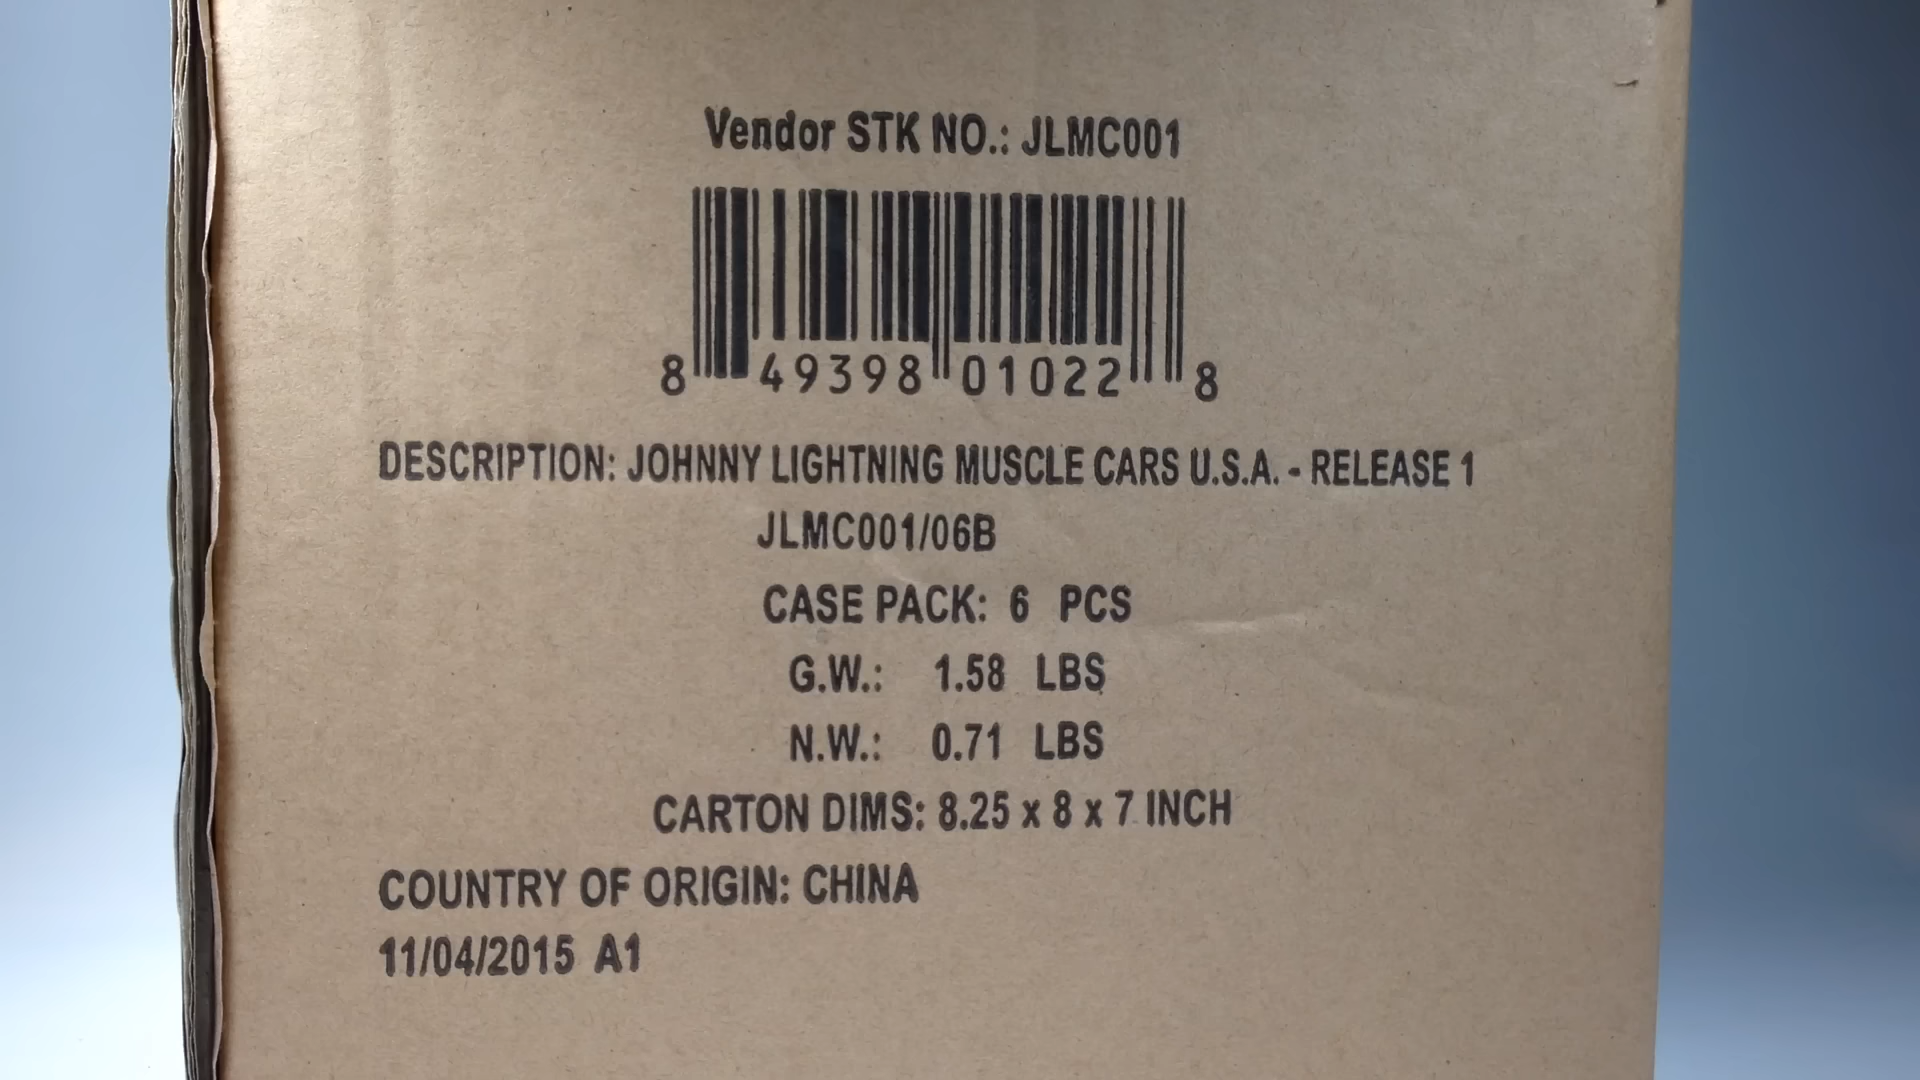 Vendor STK NO.: JLMC001
8 49398 01022 8
DESCRIPTION: JOHNNY LIGHTNING MUSCLE CARS U.S.A. - RELEASE 1
JLMC001/06B
CASE PACK: 6 PCS
G.W.: 1.58 LBS
N.W.: 0.71 LBS
CARTON DIMS: 8.25 x 8 x 7 INCH
COUNTRY OF ORIGIN: CHINA
11/04/2015 A1